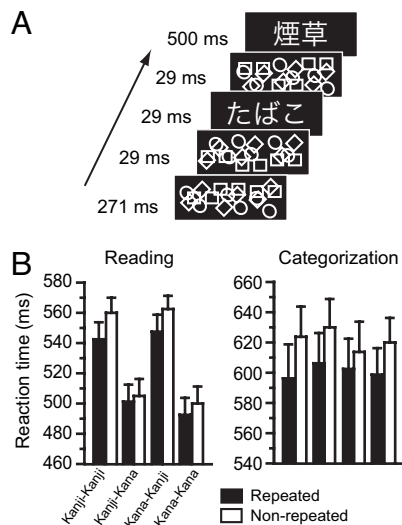 A
500 ms
煙草
29 ms
29 ms
たばこ
29 ms
271 ms
B
Reading
Categorization
Reaction time (ms)
580
560
540
520
500
480
460
660
640
620
600
580
560
540
Kanji-Kanji
Kanji-Kana
Kana-Kanji
Kana-Kana
Repeated
Non-repeated